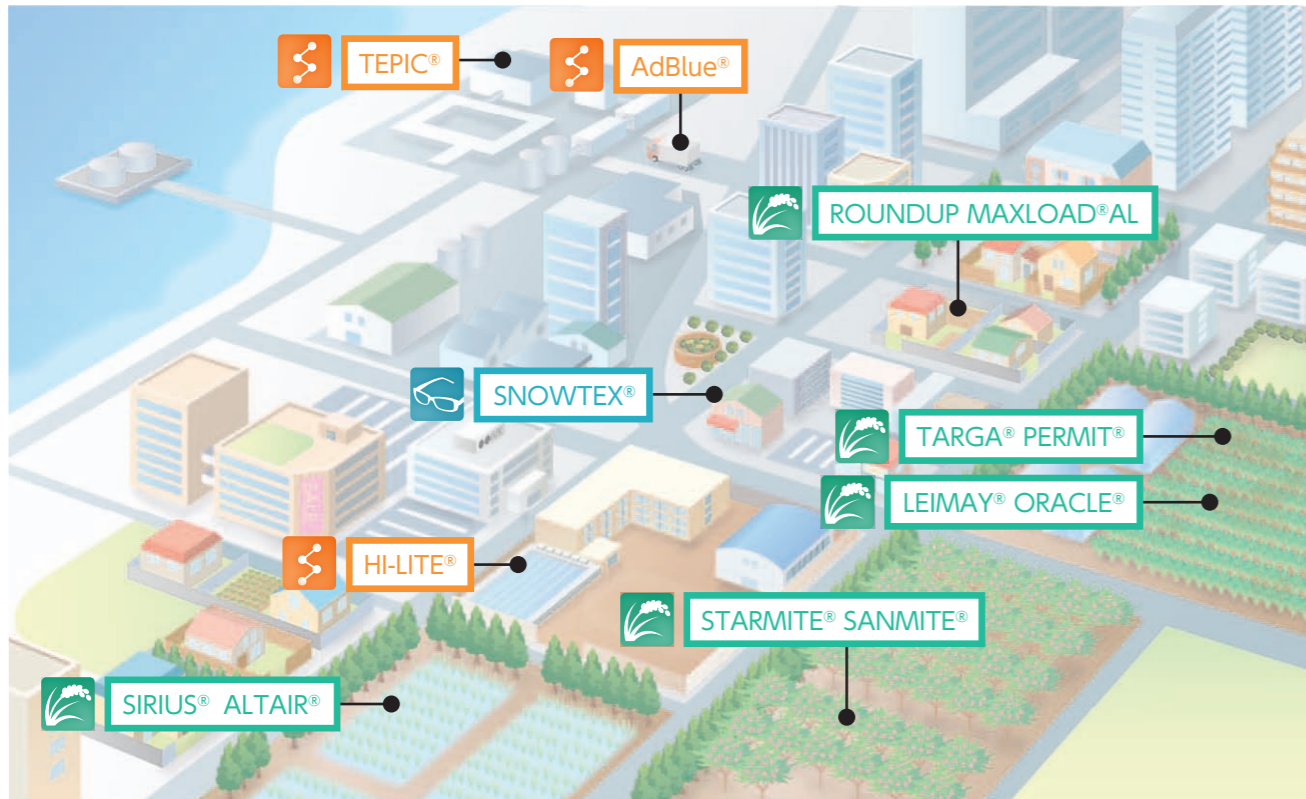 TEPIC®
AdBlue®
ROUNDUP MAXLOAD®AL
SNOWTEX®
TARGA® PERMIT®
LEIMAY® ORACLE®
HI-LITE®
STARMITE® SANMITE®
SIRIUS® ALTAIR®